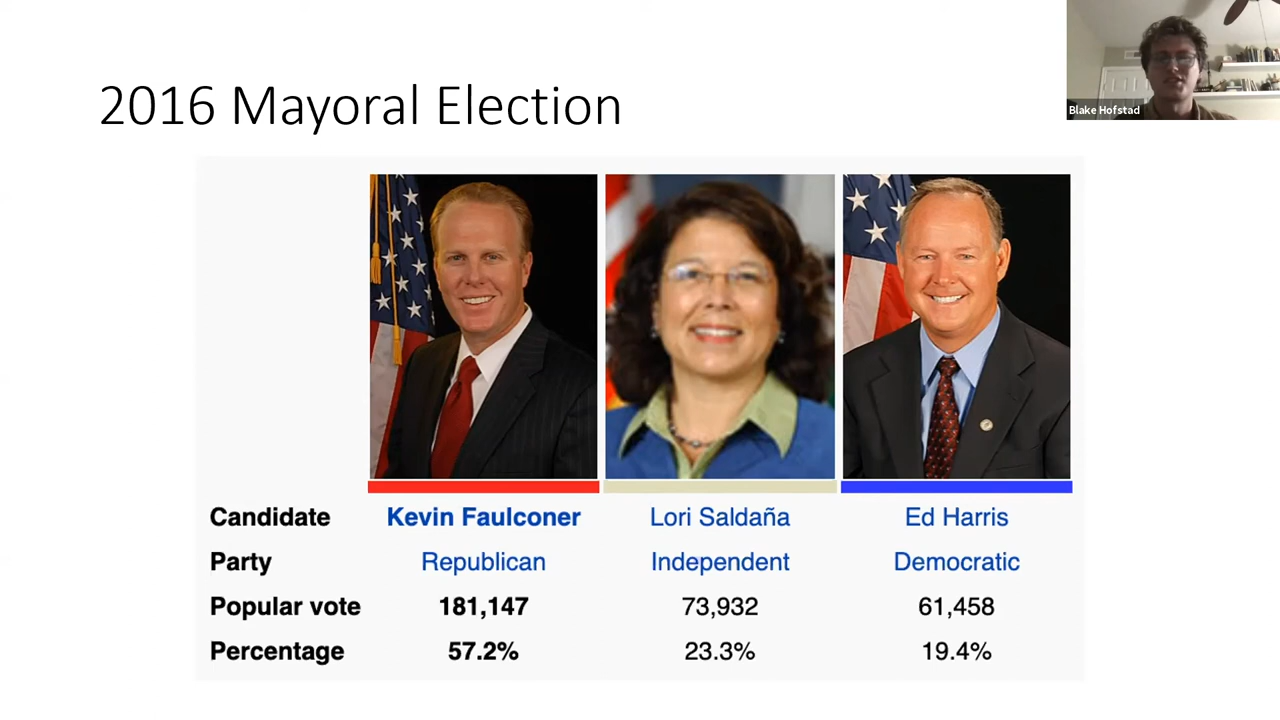 Blake Hofstad
2016 Mayoral Election
Candidate Kevin Faulconer Lori Saldaña Ed Harris
Party Republican Independent Democratic
Popular vote 181,147 73,932 61,458
Percentage 57.2% 23.3% 19.4%